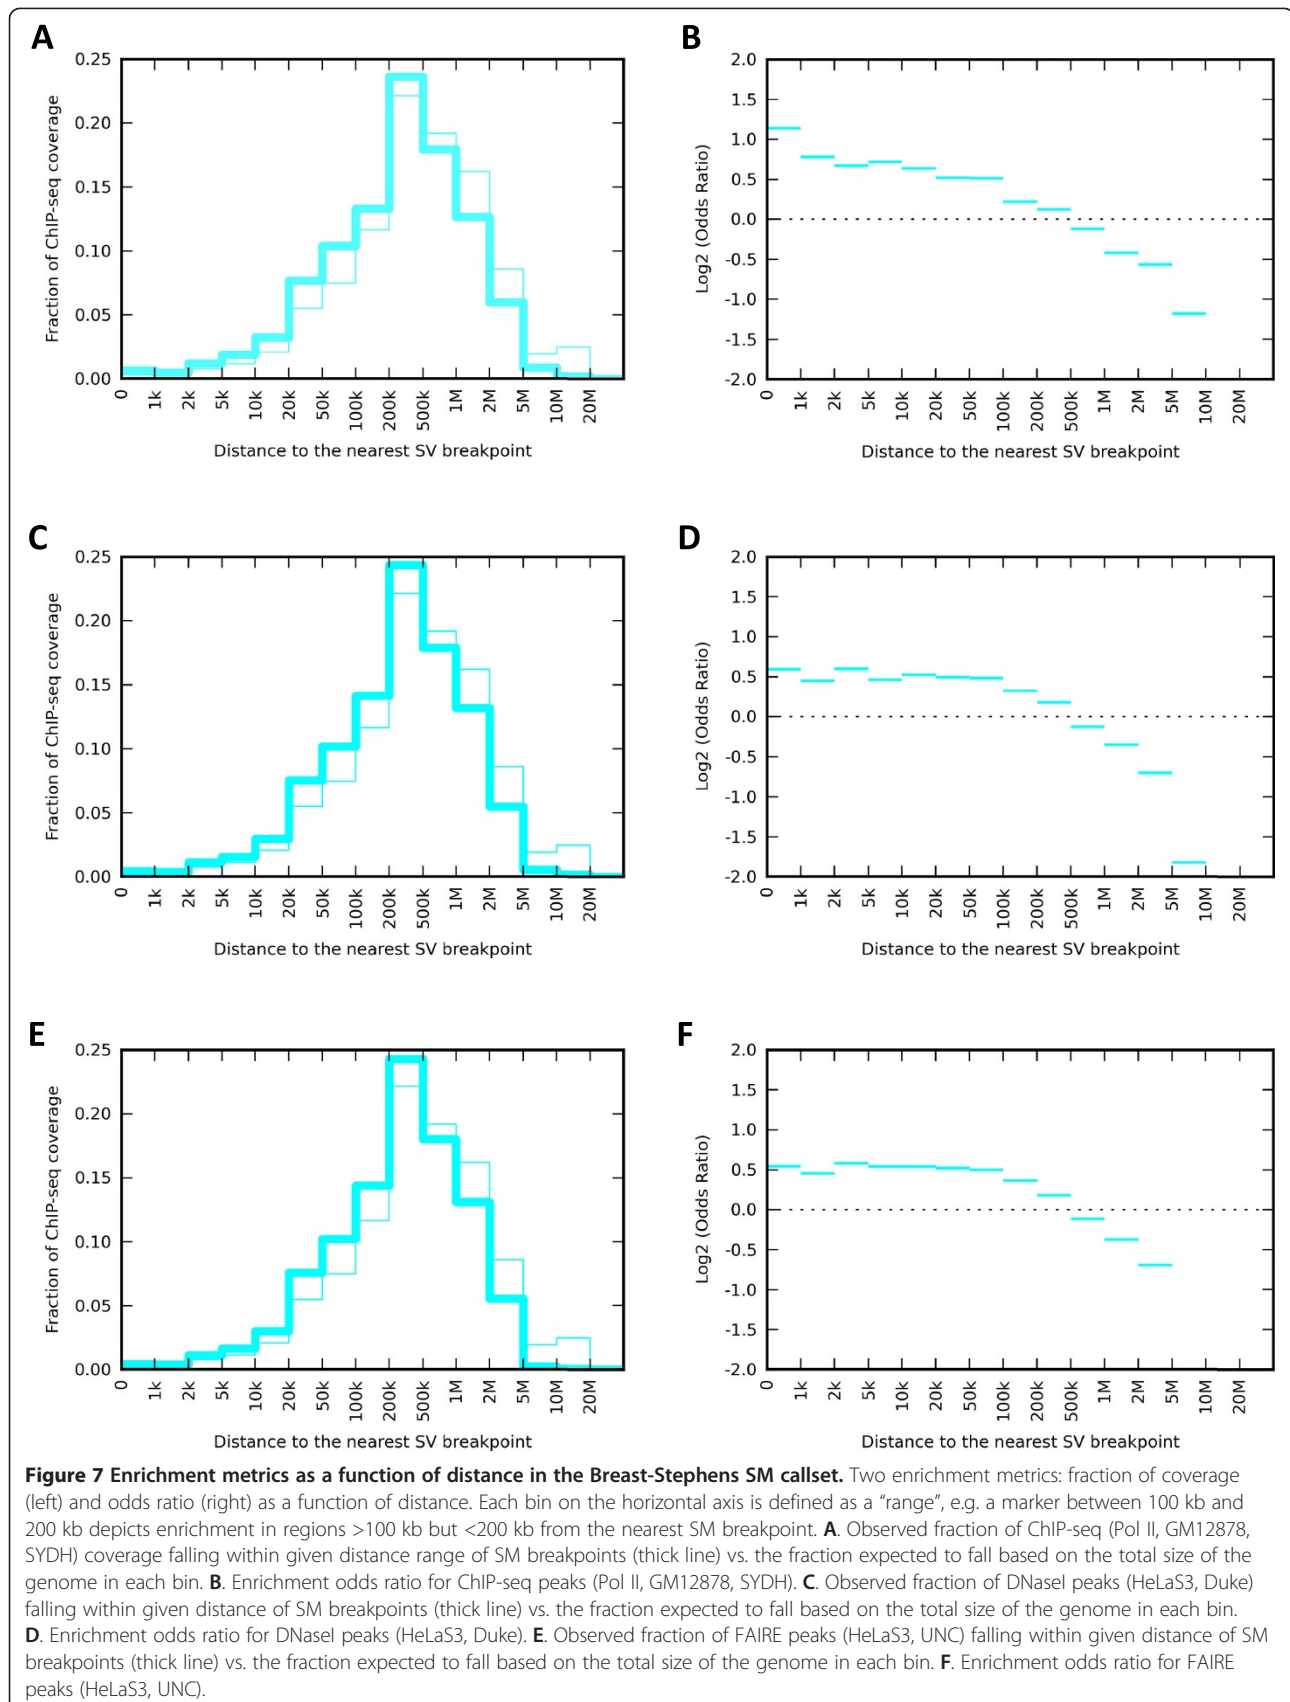 A
Fraction of ChIP-seq coverage
0.25
0.20
0.15
0.10
0.05
0.00
0 1k 2k 5k 10k 20k 50k 100k 200k 500k 1M 2M 5M 10M 20M
Distance to the nearest SV breakpoint
B
Log2 (Odds Ratio)
2.0
1.5
1.0
0.5
0.0
-0.5
-1.0
-1.5
-2.0
0 1k 2k 5k 10k 20k 50k 100k 200k 500k 1M 2M 5M 10M 20M
Distance to the nearest SV breakpoint
C
Fraction of ChIP-seq coverage
0.25
0.20
0.15
0.10
0.05
0.00
0 1k 2k 5k 10k 20k 50k 100k 200k 500k 1M 2M 5M 10M 20M
Distance to the nearest SV breakpoint
D
Log2 (Odds Ratio)
2.0
1.5
1.0
0.5
0.0
-0.5
-1.0
-1.5
-2.0
0 1k 2k 5k 10k 20k 50k 100k 200k 500k 1M 2M 5M 10M 20M
Distance to the nearest SV breakpoint
E
Fraction of ChIP-seq coverage
0.25
0.20
0.15
0.10
0.05
0.00
0 1k 2k 5k 10k 20k 50k 100k 200k 500k 1M 2M 5M 10M 20M
Distance to the nearest SV breakpoint
F
Log2 (Odds Ratio)
2.0
1.5
1.0
0.5
0.0
-0.5
-1.0
-1.5
-2.0
0 1k 2k 5k 10k 20k 50k 100k 200k 500k 1M 2M 5M 10M 20M
Distance to the nearest SV breakpoint
Figure 7 Enrichment metrics as a function of distance in the Breast-Stephens SM callset. Two enrichment metrics: fraction of coverage
(left) and odds ratio (right) as a function of distance. Each bin on the horizontal axis is defined as a “range”, e.g. a marker between 100 kb and
200 kb depicts enrichment in regions >100 kb but <200 kb from the nearest SM breakpoint. A. Observed fraction of ChIP-seq (Pol II, GM12878,
SYDH) coverage falling within given distance range of SM breakpoints (thick line) vs. the fraction expected to fall based on the total size of the
genome in each bin. B. Enrichment odds ratio for ChIP-seq peaks (Pol II, GM12878, SYDH). C. Observed fraction of DNaseI peaks (HeLaS3, Duke)
falling within given distance of SM breakpoints (thick line) vs. the fraction expected to fall based on the total size of the genome in each bin.
D. Enrichment odds ratio for DNaseI peaks (HeLaS3, Duke). E. Observed fraction of FAIRE peaks (HeLaS3, UNC) falling within given distance of SM
breakpoints (thick line) vs. the fraction expected to fall based on the total size of the genome in each bin. F. Enrichment odds ratio for FAIRE
peaks (HeLaS3, UNC).